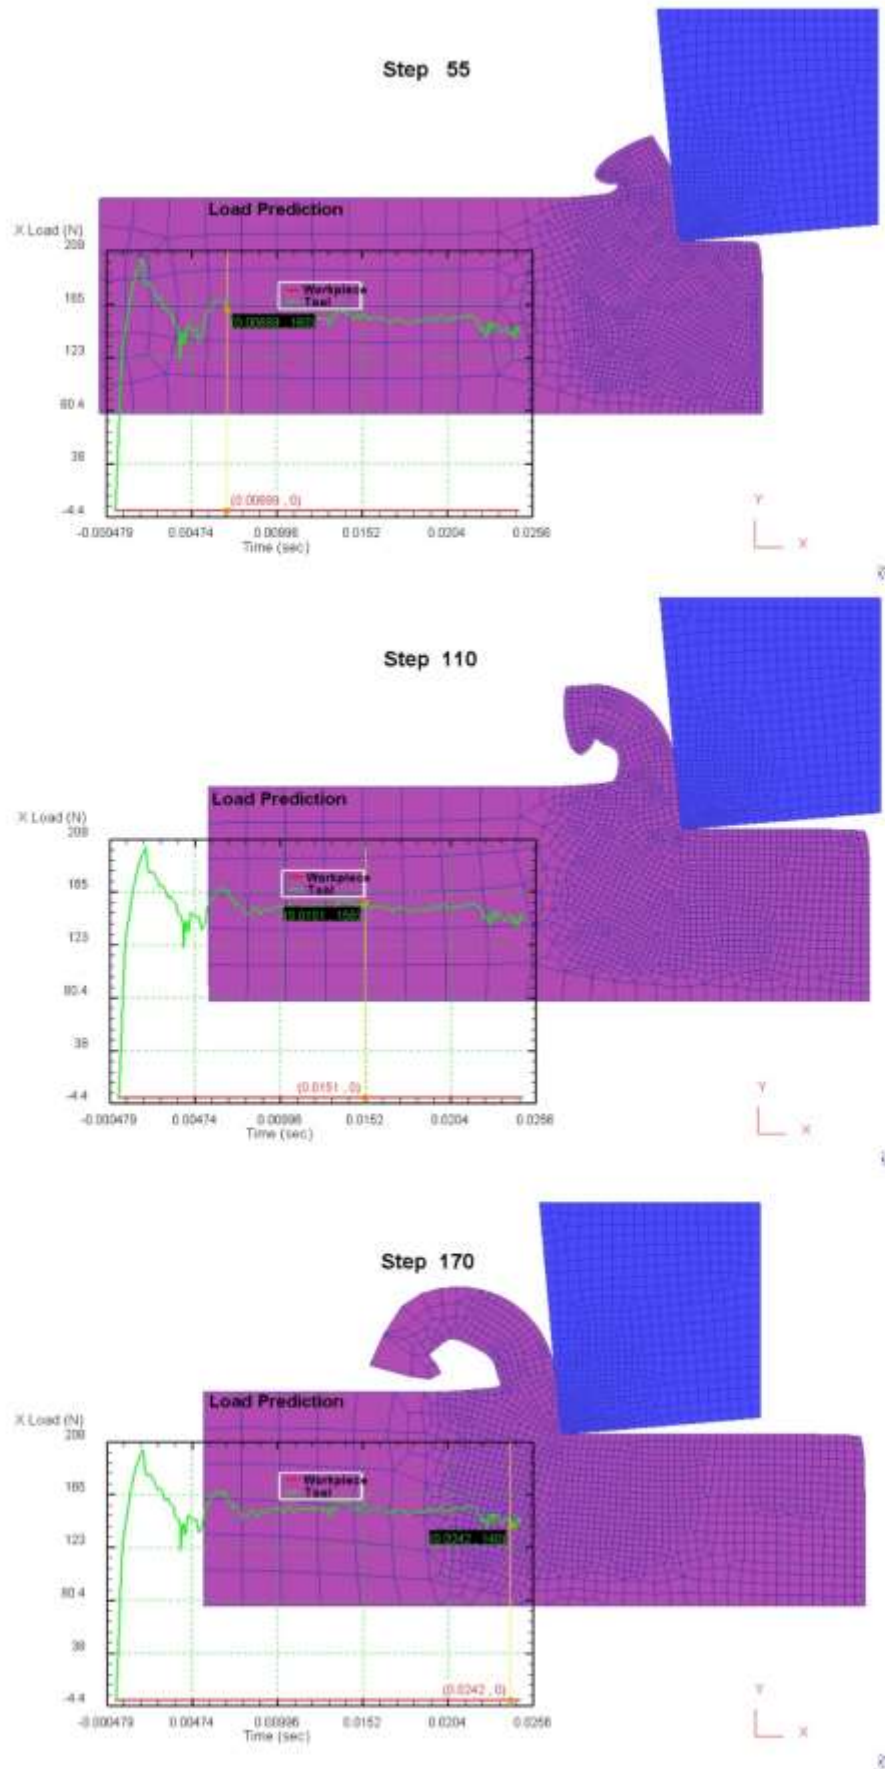 Step 55
Load Prediction
X Load (N)
208
165
Workpiece
Tool
123
80.4
38
(0.00699 , 0)
-4.4
-0.000479 0.00474 0.00996 0.0152 0.0204 0.0256
Time (sec)
Y
X
Step 110
Load Prediction
X Load (N)
208
165
Workpiece
Tool
123
80.4
38
(0.0151 , 0)
-4.4
-0.000479 0.00474 0.00996 0.0152 0.0204 0.0256
Time (sec)
Y
X
Step 170
Load Prediction
X Load (N)
208
165
Workpiece
Tool
123
80.4
38
(0.0242 , 0)
-4.4
-0.000479 0.00474 0.00996 0.0152 0.0204 0.0256
Time (sec)
Y
X